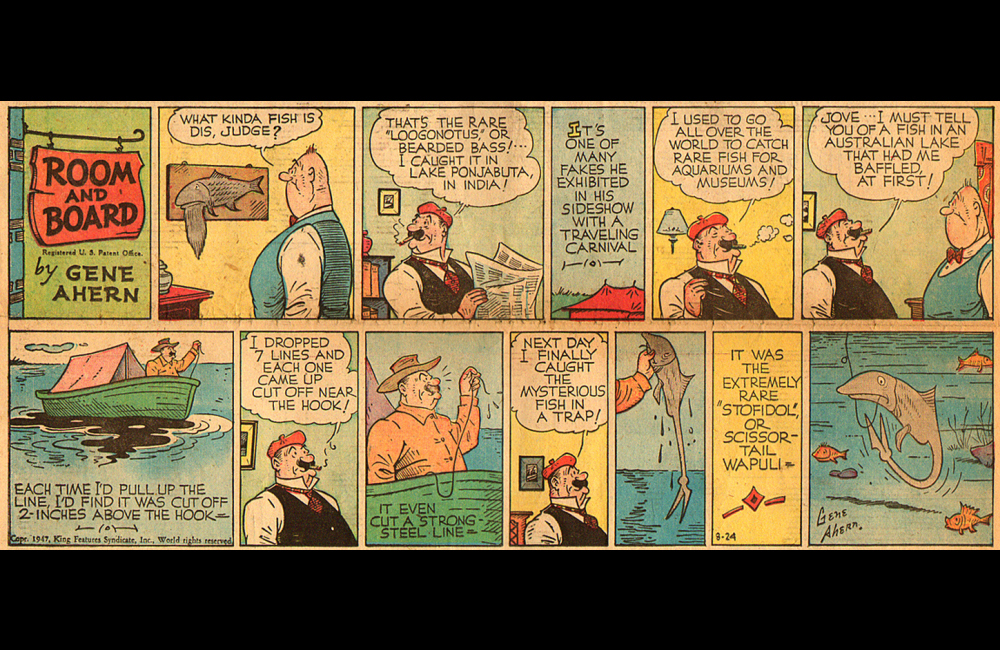 ROOM
AND
BOARD
Registered U. S. Patent Office.
by GENE
AHERN
WHAT KINDA FISH IS
DIS, JUDGE?
THAT'S THE RARE
"LOOGONOTUS," OR
BEARDED BASS!...
I CAUGHT IT IN
LAKE PONJABUTA,
IN INDIA!
IT'S
ONE OF
MANY
FAKES HE
EXHIBITED
IN HIS
SIDESHOW
WITH A
TRAVELING
CARNIVAL
I USED TO GO
ALL OVER THE
WORLD TO CATCH
RARE FISH FOR
AQUARIUMS AND
MUSEUMS!
JOVE ...I MUST TELL
YOU OF A FISH IN AN
AUSTRALIAN LAKE
THAT HAD ME
BAFFLED,
AT FIRST!
EACH TIME I'D PULL UP THE
LINE, I'D FIND IT WAS CUT OFF
2-INCHES ABOVE THE HOOK—
Copr. 1947, King Features Syndicate, Inc., World rights reserved.
I DROPPED
7 LINES AND
EACH ONE
CAME UP
CUT OFF NEAR
THE HOOK!
IT EVEN
CUT A STRONG
STEEL LINE—
NEXT DAY
I FINALLY
CAUGHT
THE
MYSTERIOUS
FISH IN
A TRAP!
IT WAS
THE
EXTREMELY
RARE
"STOFIDOL",
OR
SCISSOR-
TAIL
WAPULI—
8-24
GENE
AHERN.